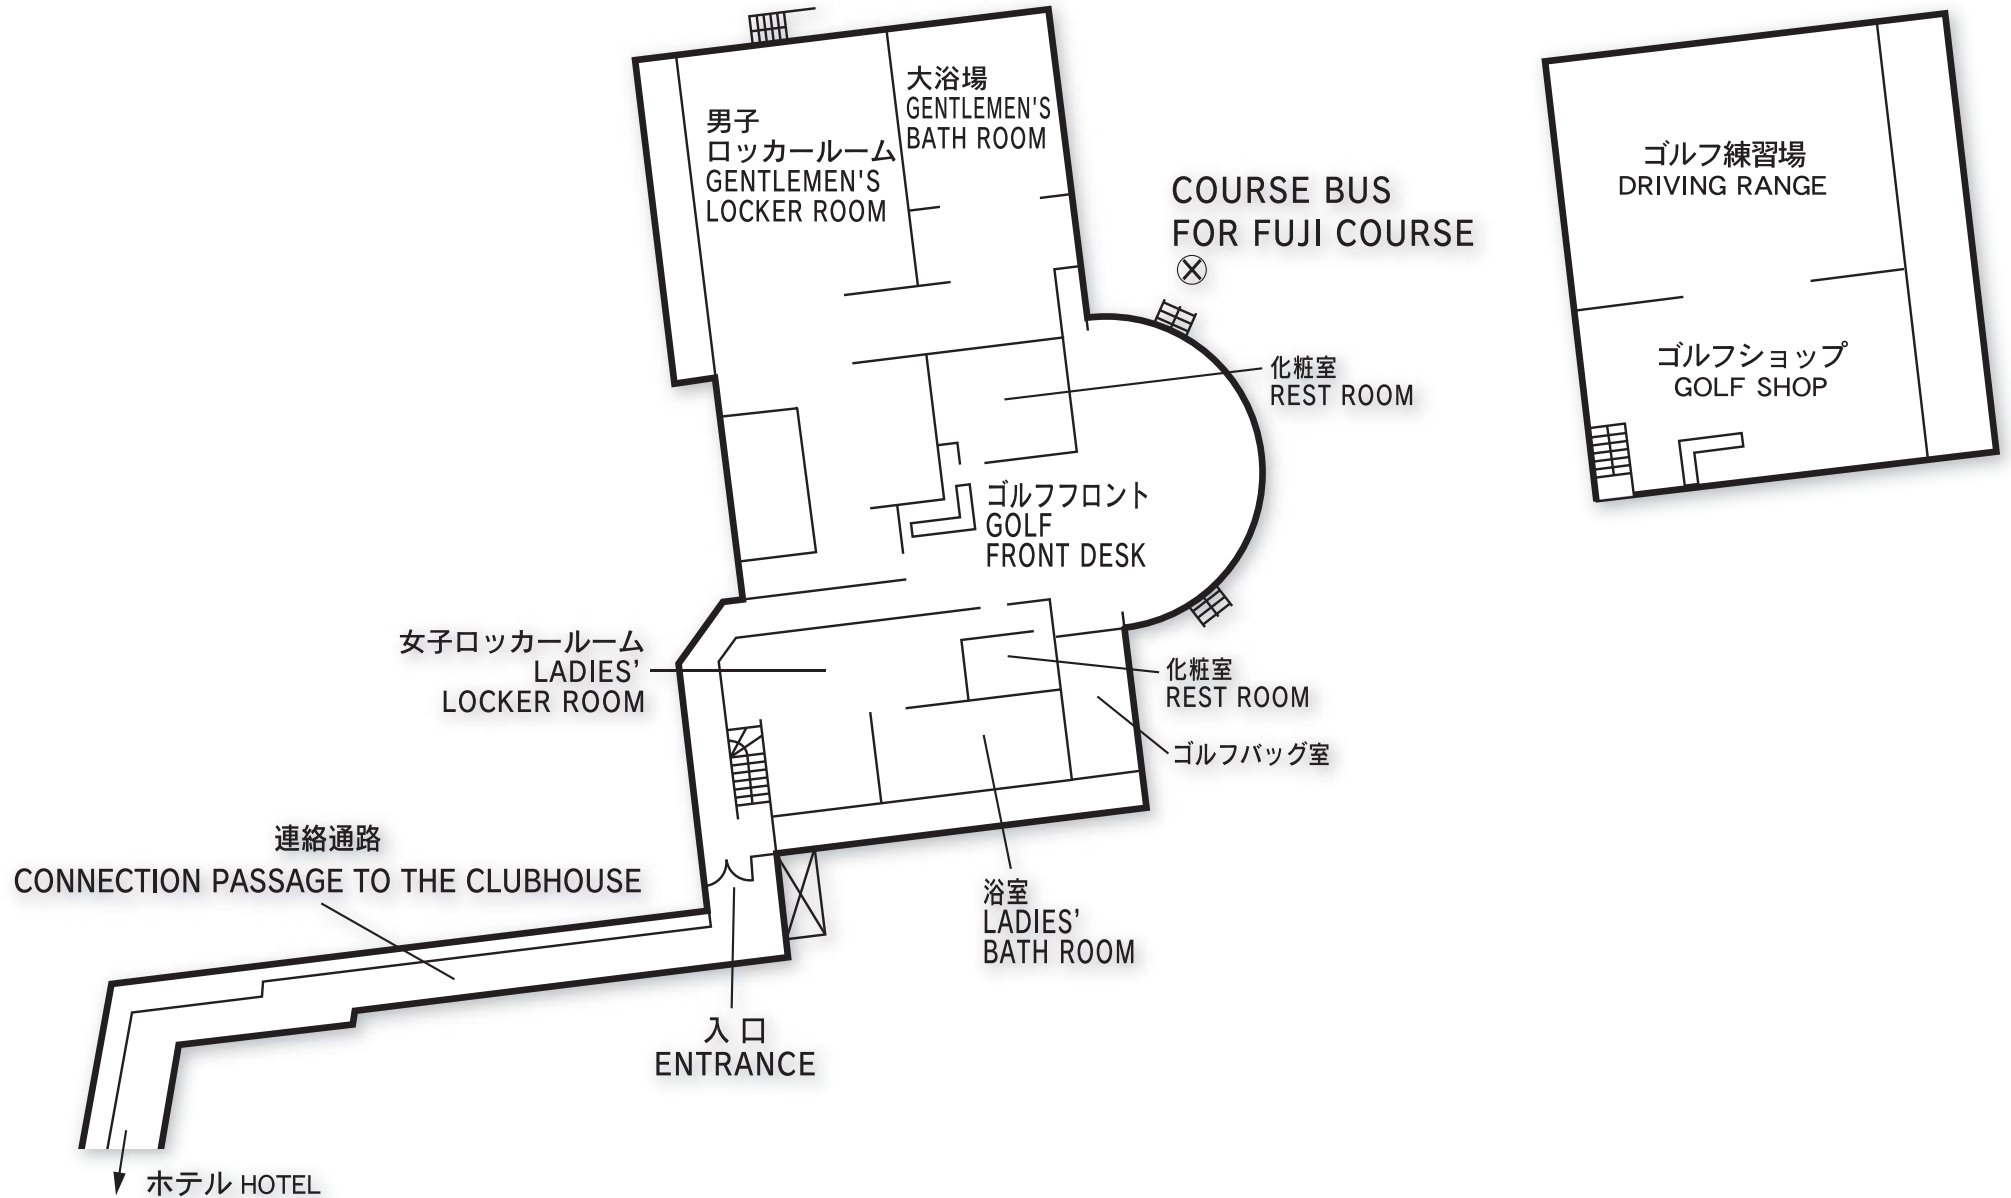 大浴場
GENTLEMEN'S
BATH ROOM
男子
ロッカールーム
GENTLEMEN'S
LOCKER ROOM
COURSE BUS
FOR FUJI COURSE
ゴルフ練習場
DRIVING RANGE
ゴルフショップ
GOLF SHOP
化粧室
REST ROOM
ゴルフフロント
GOLF
FRONT DESK
女子ロッカールーム
LADIES’
LOCKER ROOM
化粧室
REST ROOM
ゴルフバッグ室
連絡通路
CONNECTION PASSAGE TO THE CLUBHOUSE
浴室
LADIES’
BATH ROOM
入口
ENTRANCE
ホテル HOTEL